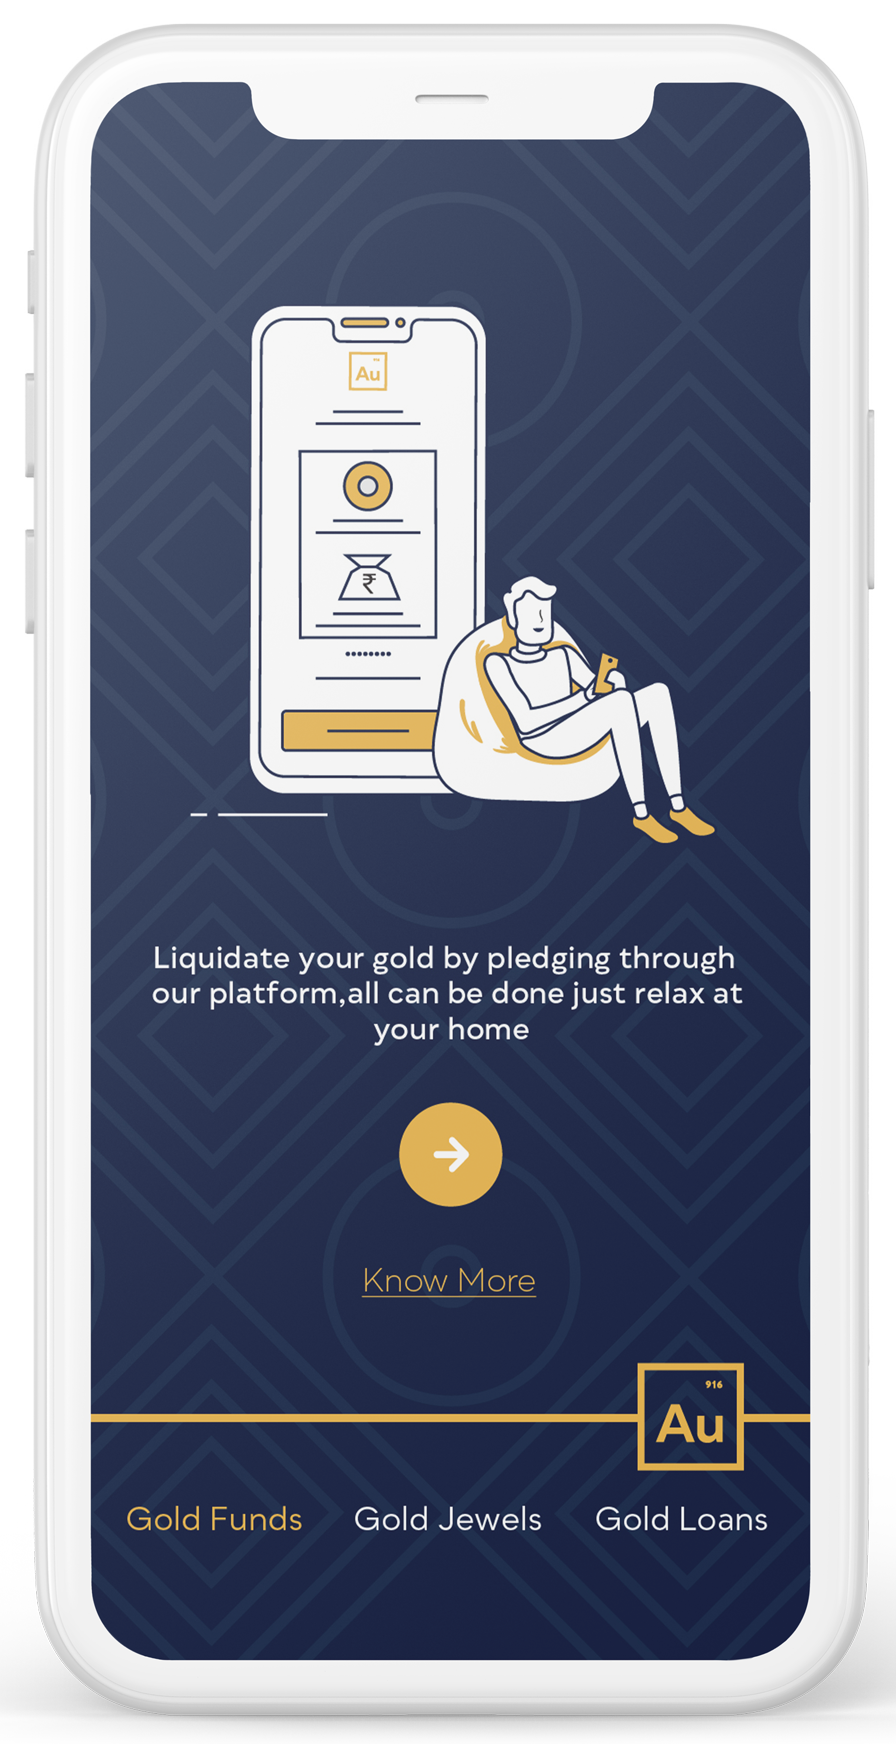 Au
₹
Liquidate your gold by pledging through
our platform,all can be done just relax at
your home
Know More
916
Au
Gold Funds Gold Jewels Gold Loans